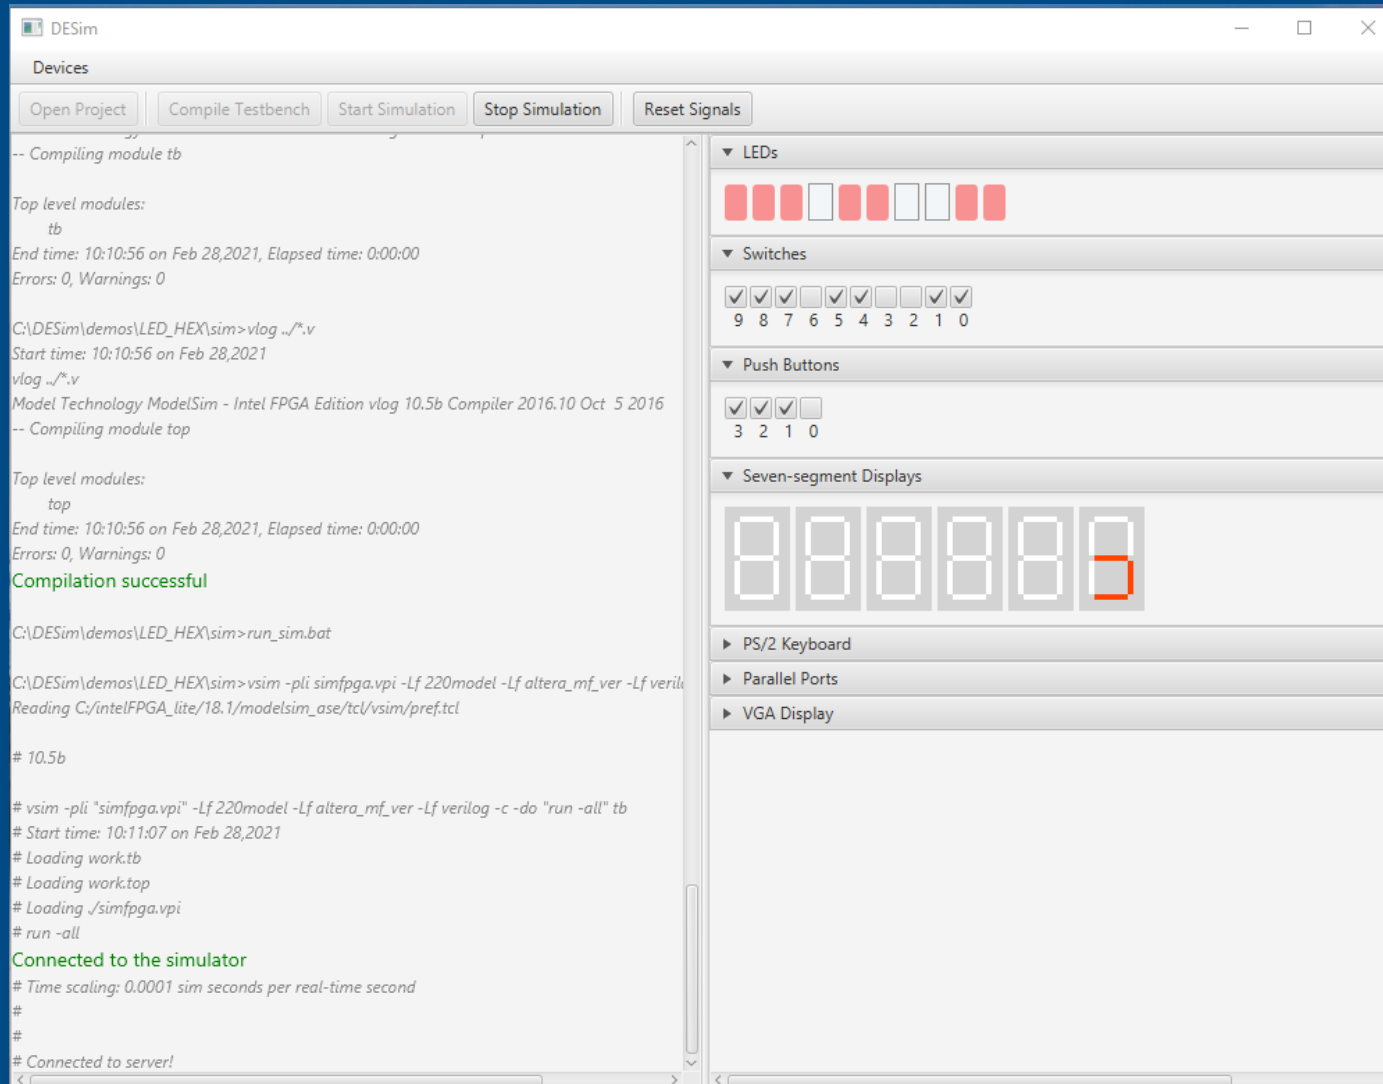 DESim
Devices
Open Project
Compile Testbench
Start Simulation
Stop Simulation
Reset Signals
-- Compiling module tb
Top level modules:
tb
End time: 10:10:56 on Feb 28,2021, Elapsed time: 0:00:00
Errors: 0, Warnings: 0
C:\DESim\demos\LED_HEX\sim>vlog ../*.v
Start time: 10:10:56 on Feb 28,2021
vlog ../*.v
Model Technology ModelSim - Intel FPGA Edition vlog 10.5b Compiler 2016.10 Oct  5 2016
-- Compiling module top
Top level modules:
top
End time: 10:10:56 on Feb 28,2021, Elapsed time: 0:00:00
Errors: 0, Warnings: 0
Compilation successful
C:\DESim\demos\LED_HEX\sim>run_sim.bat
C:\DESim\demos\LED_HEX\sim>vsim -pli simfpga.vpi -Lf 220model -Lf altera_mf_ver -Lf
Reading C:/intelFPGA_lite/18.1/modelsim_ase/tcl/vsim/pref.tcl
# 10.5b
# vsim -pli "simfpga.vpi" -Lf 220model -Lf altera_mf_ver -Lf verilog -c -do "run -all" tb
# Start time: 10:11:07 on Feb 28,2021
# Loading work.tb
# Loading work.top
# Loading ./simfpga.vpi
# run -all
Connected to the simulator
# Time scaling: 0.0001 sim seconds per real-time second
#
#
# Connected to server!
LEDs
Switches
9 8 7 6 5 4 3 2 1 0
Push Buttons
3 2 1 0
Seven-segment Displays
PS/2 Keyboard
Parallel Ports
VGA Display